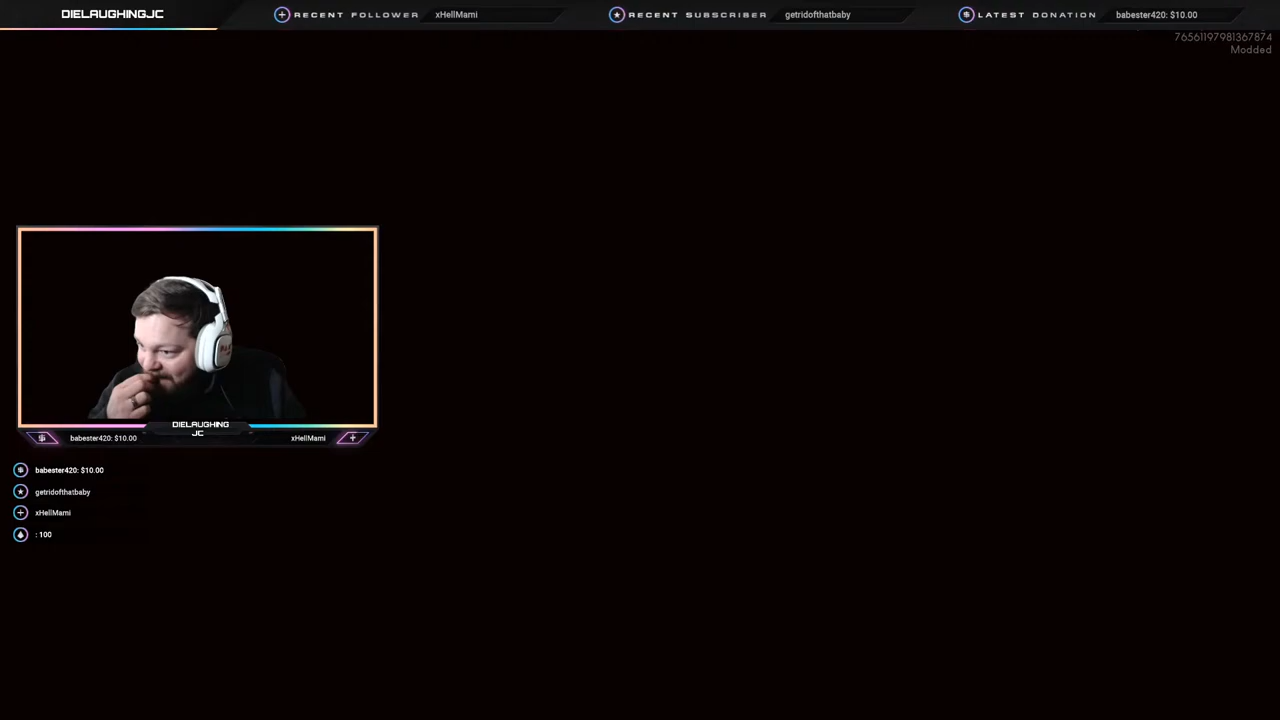 DIELAUGHINGJC
RECENT FOLLOWER
xHellMami
RECENT SUBSCRIBER
getridofthatbaby
LATEST DONATION
babester420: $10.00
76561197981367874
Modded
DIELAUGHING
JC
babester420: $10.00
xHellMami
babester420: $10.00
getridofthatbaby
xHellMami
: 100